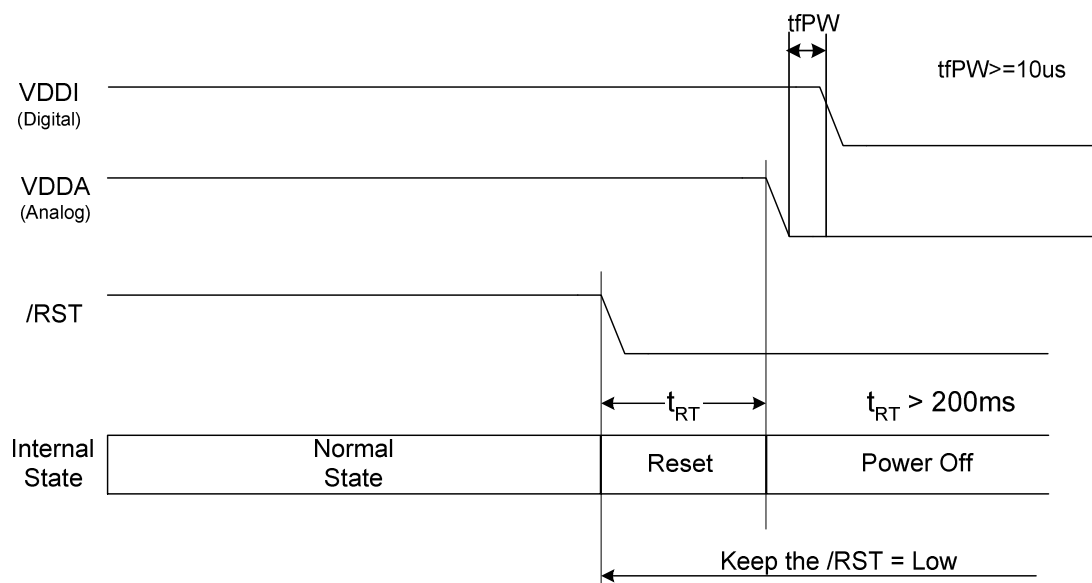 tfPW
tfPW>=10us
VDDI
(Digital)
VDDA
(Analog)
/RST
tRT
tRT > 200ms
Internal
State
Normal
State
Reset
Power Off
Keep the /RST = Low